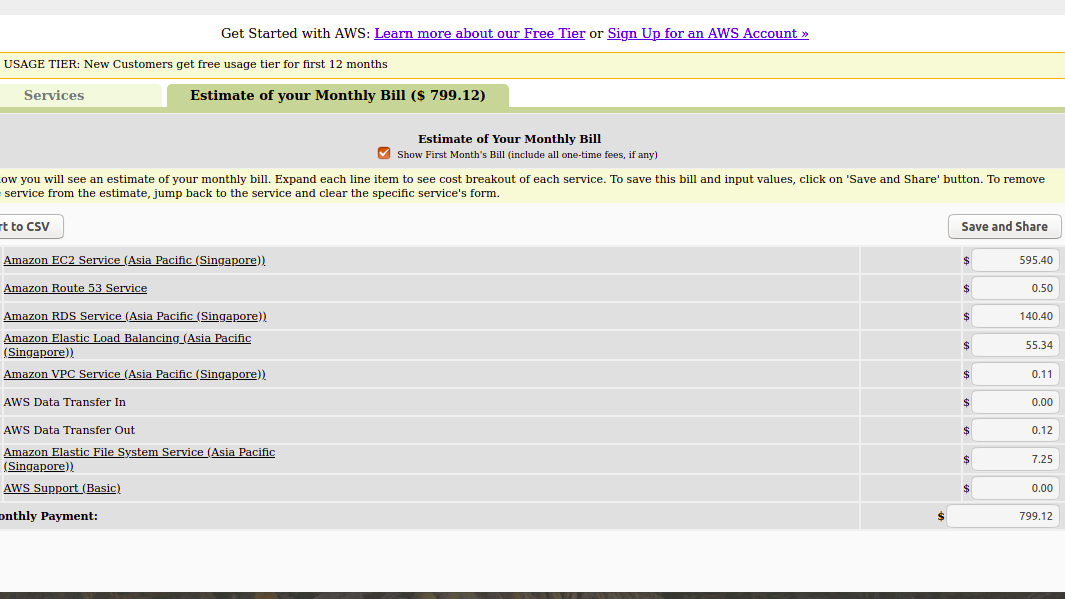 Get Started with AWS: Learn more about our Free Tier or Sign Up for an AWS Account »
USAGE TIER: New Customers get free usage tier for first 12 months
Services
Estimate of your Monthly Bill ($ 799.12)
Estimate of Your Monthly Bill
Show First Month's Bill (include all one-time fees, if any)
ow you will see an estimate of your monthly bill. Expand each line item to see cost breakout of each service. To save this bill and input values, click on 'Save and Share' button. To remove
service from the estimate, jump back to the service and clear the specific service's form.
rt to CSV
Save and Share
Amazon EC2 Service (Asia Pacific (Singapore)) $ 595.40
Amazon Route 53 Service $ 0.50
Amazon RDS Service (Asia Pacific (Singapore)) $ 140.40
Amazon Elastic Load Balancing (Asia Pacific
(Singapore)) $ 55.34
Amazon VPC Service (Asia Pacific (Singapore)) $ 0.11
AWS Data Transfer In $ 0.00
AWS Data Transfer Out $ 0.12
Amazon Elastic File System Service (Asia Pacific
(Singapore)) $ 7.25
AWS Support (Basic) $ 0.00
onthly Payment: $ 799.12